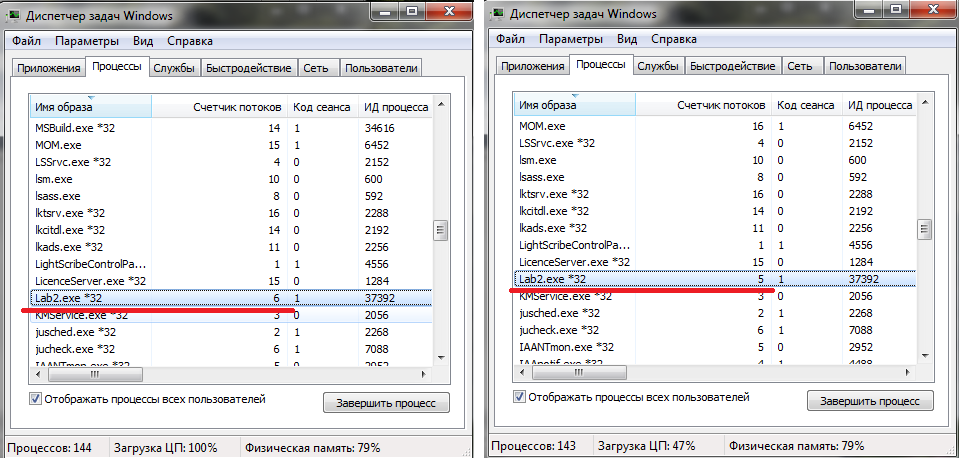 Диспетчер задач Windows
Файл Параметры Вид Справка
Приложения Процессы Службы Быстродействие Сеть Пользователи
Имя образа Счетчик потоков Код сеанса ИД процесса
MSBuild.exe *32 14 1 34616
MOM.exe 15 1 6452
LSSrvc.exe *32 4 0 2152
lsm.exe 10 0 600
lsass.exe 8 0 592
lktsrv.exe *32 16 0 2288
lkcitdl.exe *32 14 0 2192
lkads.exe *32 11 0 2256
LightScribeControlPa... 1 1 4556
LicenceServer.exe *32 15 0 1284
Lab2.exe *32 6 1 37392
KMService.exe *32 3 0 2056
jusched.exe *32 2 1 2268
jucheck.exe *32 6 1 7088
IAANTmon.exe *32 5 0 2952
Отображать процессы всех пользователей
Завершить процесс
Процессов: 144 Загрузка ЦП: 100% Физическая память: 79%
Диспетчер задач Windows
Файл Параметры Вид Справка
Приложения Процессы Службы Быстродействие Сеть Пользователи
Имя образа Счетчик потоков Код сеанса ИД процесса
MOM.exe 16 1 6452
LSSrvc.exe *32 4 0 2152
lsm.exe 10 0 600
lsass.exe 8 0 592
lktsrv.exe *32 16 0 2288
lkcitdl.exe *32 14 0 2192
lkads.exe *32 11 0 2256
LightScribeControlPa... 1 1 4556
LicenceServer.exe *32 15 0 1284
Lab2.exe *32 5 1 37392
KMService.exe *32 3 0 2056
jusched.exe *32 2 1 2268
jucheck.exe *32 6 1 7088
IAANTmon.exe *32 5 0 2952
IAAnotif.exe *32 4 1 4488
Отображать процессы всех пользователей
Завершить процесс
Процессов: 143 Загрузка ЦП: 47% Физическая память: 79%